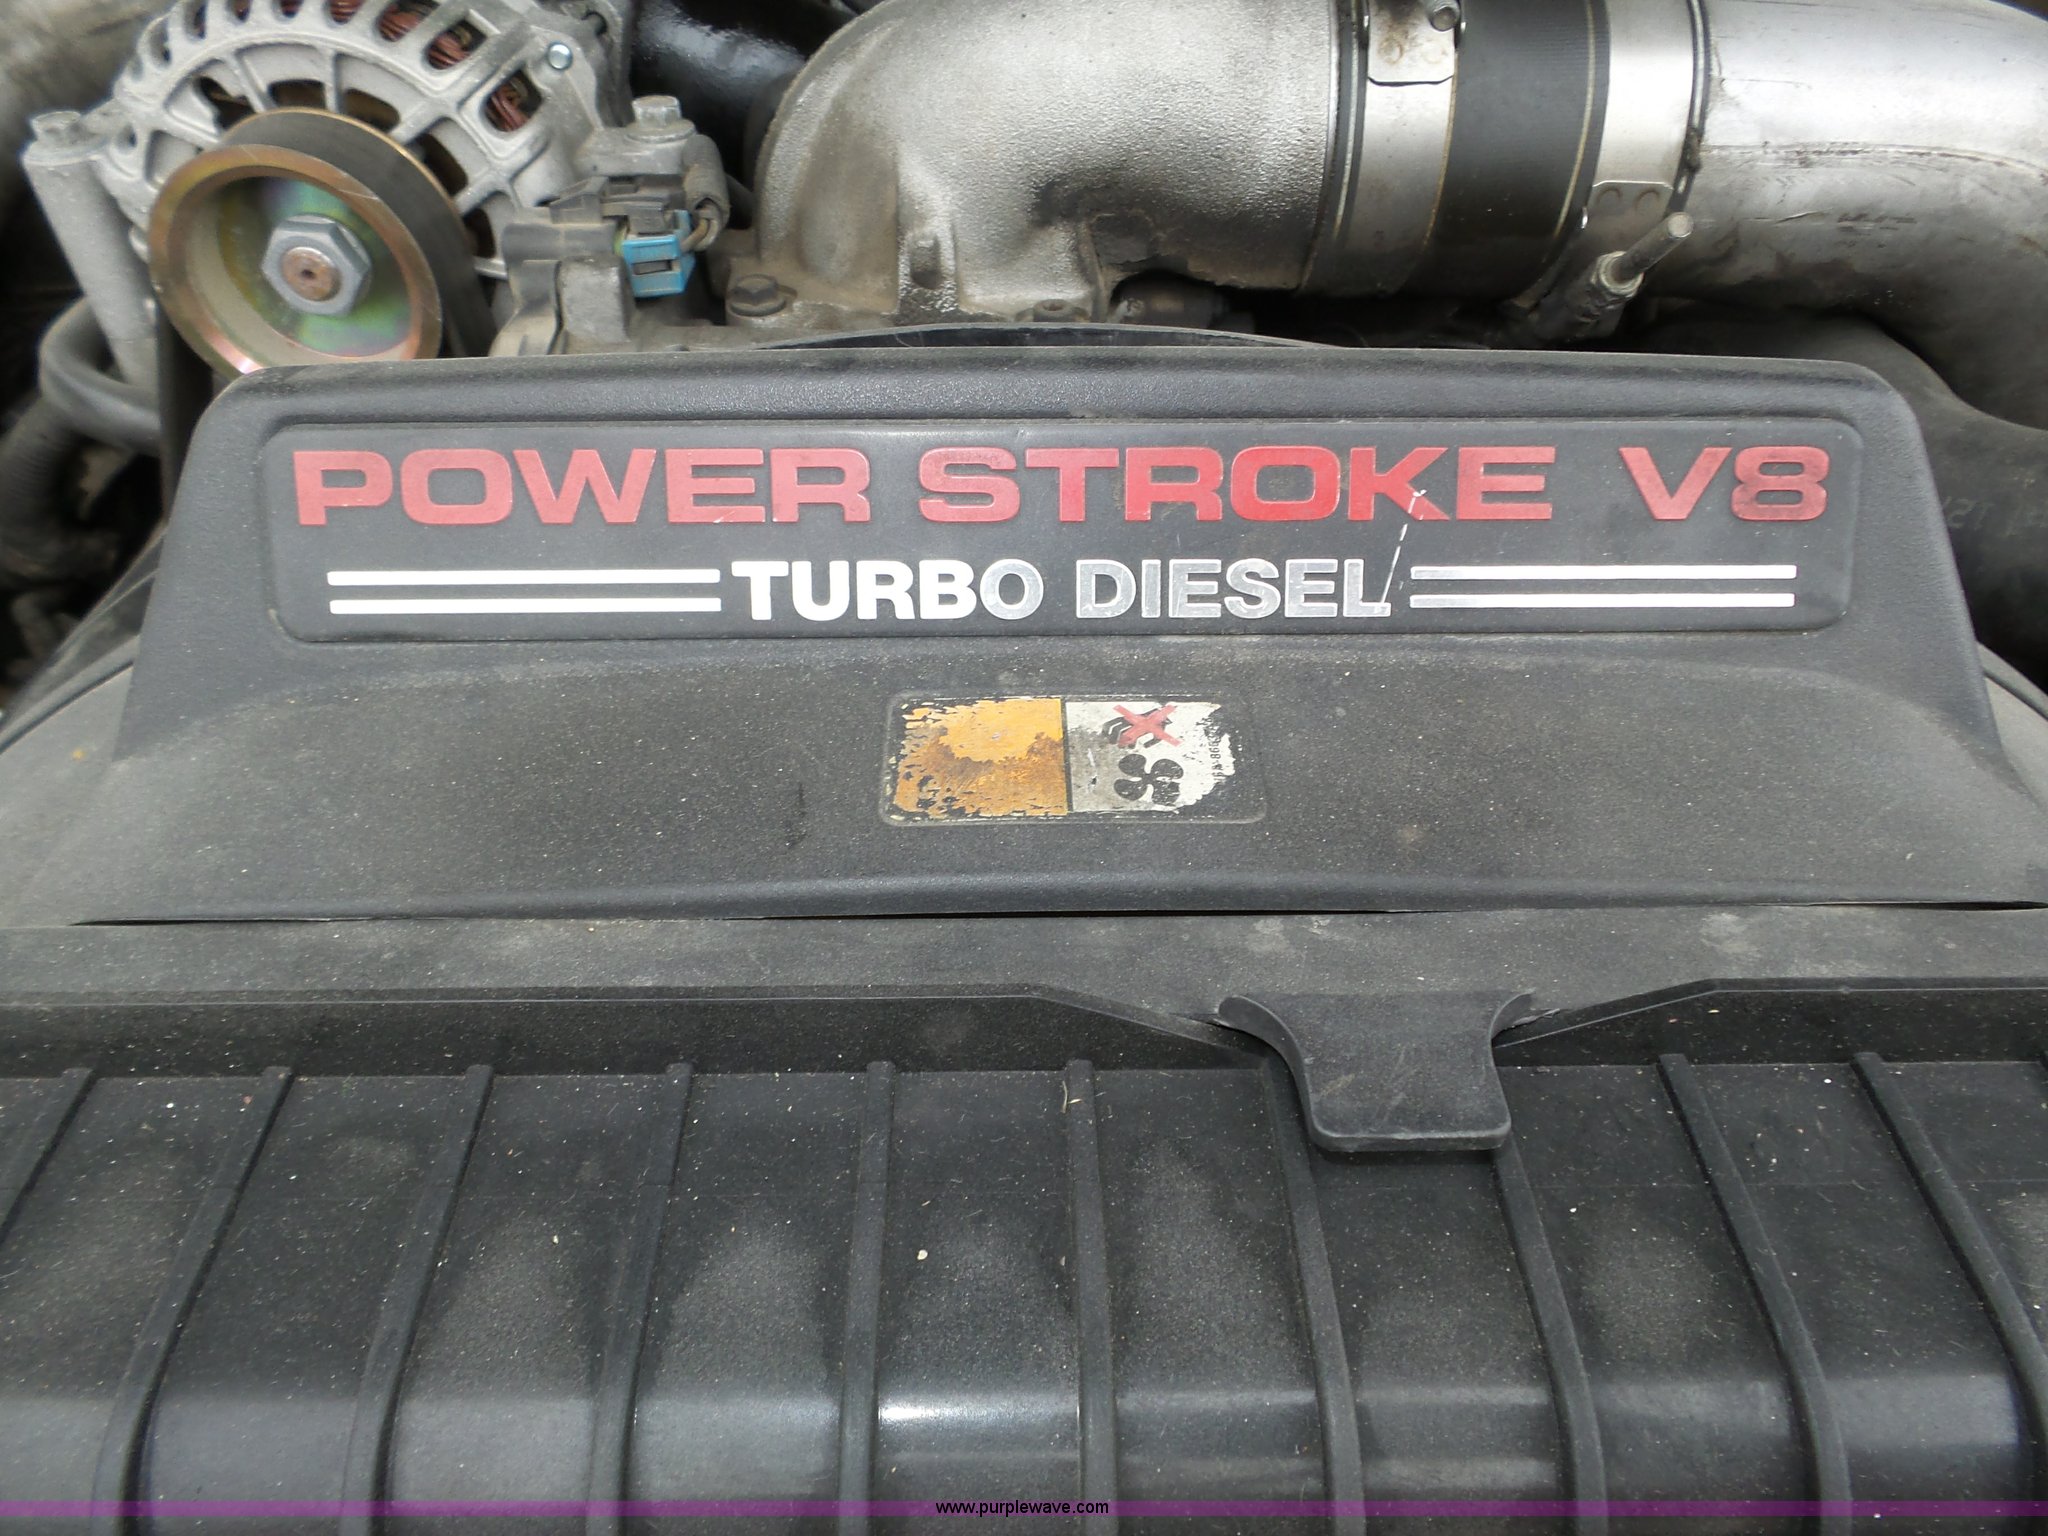 POWER STROKE V8
TURBO DIESEL
www.purplewave.com